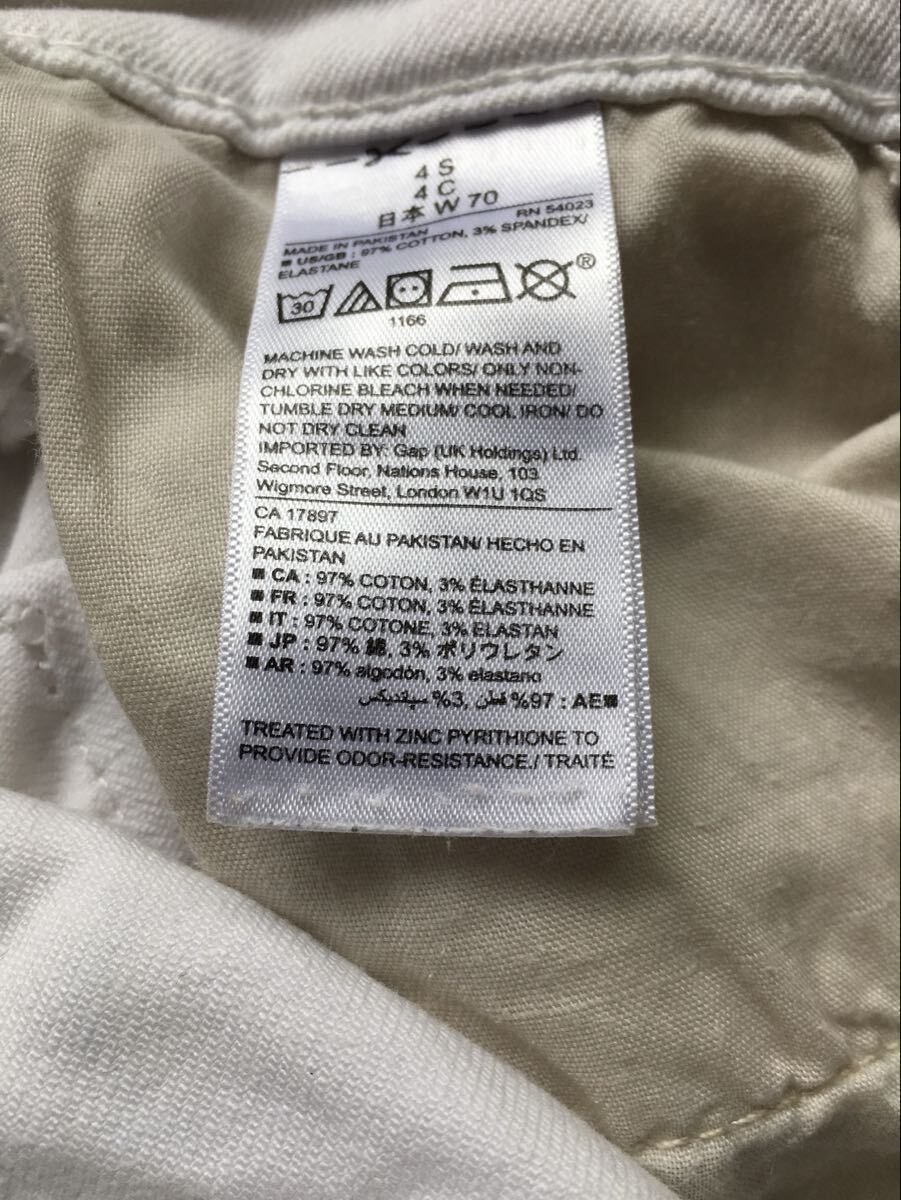 4 S
4 C
日本 W 70
RN 54023
MADE IN PAKISTAN
■ US/GB : 97% COTTON, 3% SPANDEX/
ELASTANE
30
®
1166
MACHINE WASH COLD/ WASH AND
DRY WITH LIKE COLORS/ ONLY NON-
CHLORINE BLEACH WHEN NEEDED/
TUMBLE DRY MEDIUM/ COOL IRON/ DO
NOT DRY CLEAN
IMPORTED BY: Gap (UK Holdings) Ltd.
Second Floor, Nations House, 103
Wigmore Street, London W1U 1QS
CA 17897
FABRIQUE AU PAKISTAN/ HECHO EN
PAKISTAN
■ CA : 97% COTON, 3% ÉLASTHANNE
■ FR : 97% COTON, 3% ÉLASTHANNE
■ IT : 97% COTONE, 3% ELASTAN
■ JP : 97% 綿, 3% ポリウレタン
■ AR : 97% algodón, 3% elastano
■AE : 97% قطن, 3% سپانديكس
TREATED WITH ZINC PYRITHIONE TO
PROVIDE ODOR-RESISTANCE./ TRAITÉ